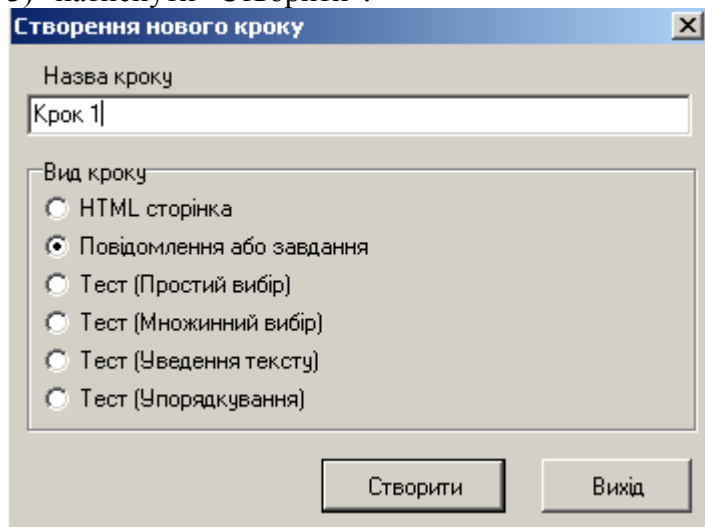 Створення нового кроку
Назва кроку
Крок 1
Вид кроку
HTML сторінка
Повідомлення або завдання
Тест (Простий вибір)
Тест (Множинний вибір)
Тест (Уведення тексту)
Тест (Упорядкування)
Створити
Вихід